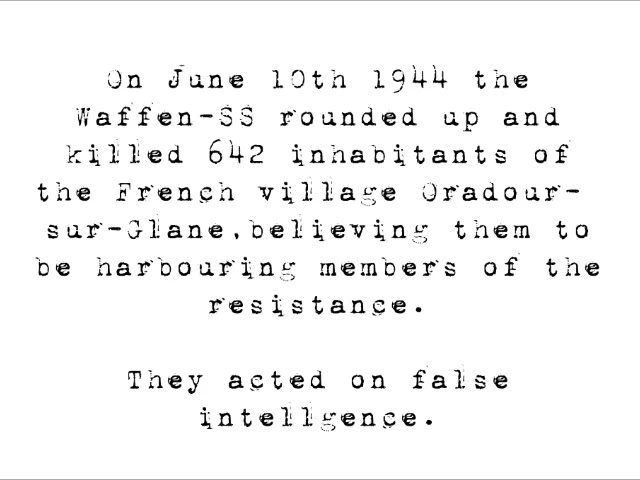 On June 10th 1944 the
Waffen-SS rounded up and
killed 642 inhabitants of
the French village Oradour-
sur-Glane,believing them to
be harbouring members of the
resistance.
They acted on false
intellgence.